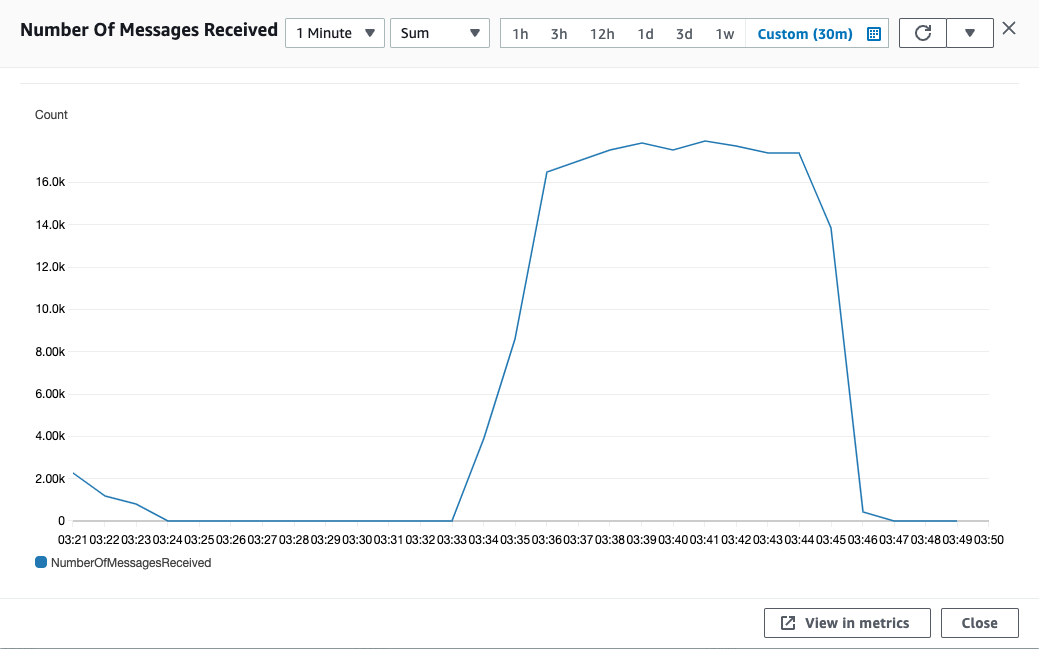 Number Of Messages Received 1 Minute Sum 1h 3h 12h 1d 3d 1w Custom (30m)
Count
16.0k
14.0k
12.0k
10.0k
8.00k
6.00k
4.00k
2.00k
0
03:21 03:22 03:23 03:24 03:25 03:26 03:27 03:28 03:29 03:30 03:31 03:32 03:33 03:34 03:35 03:36 03:37 03:38 03:39 03:40 03:41 03:42 03:43 03:44 03:45 03:46 03:47 03:48 03:49 03:50
NumberOfMessagesReceived
View in metrics Close